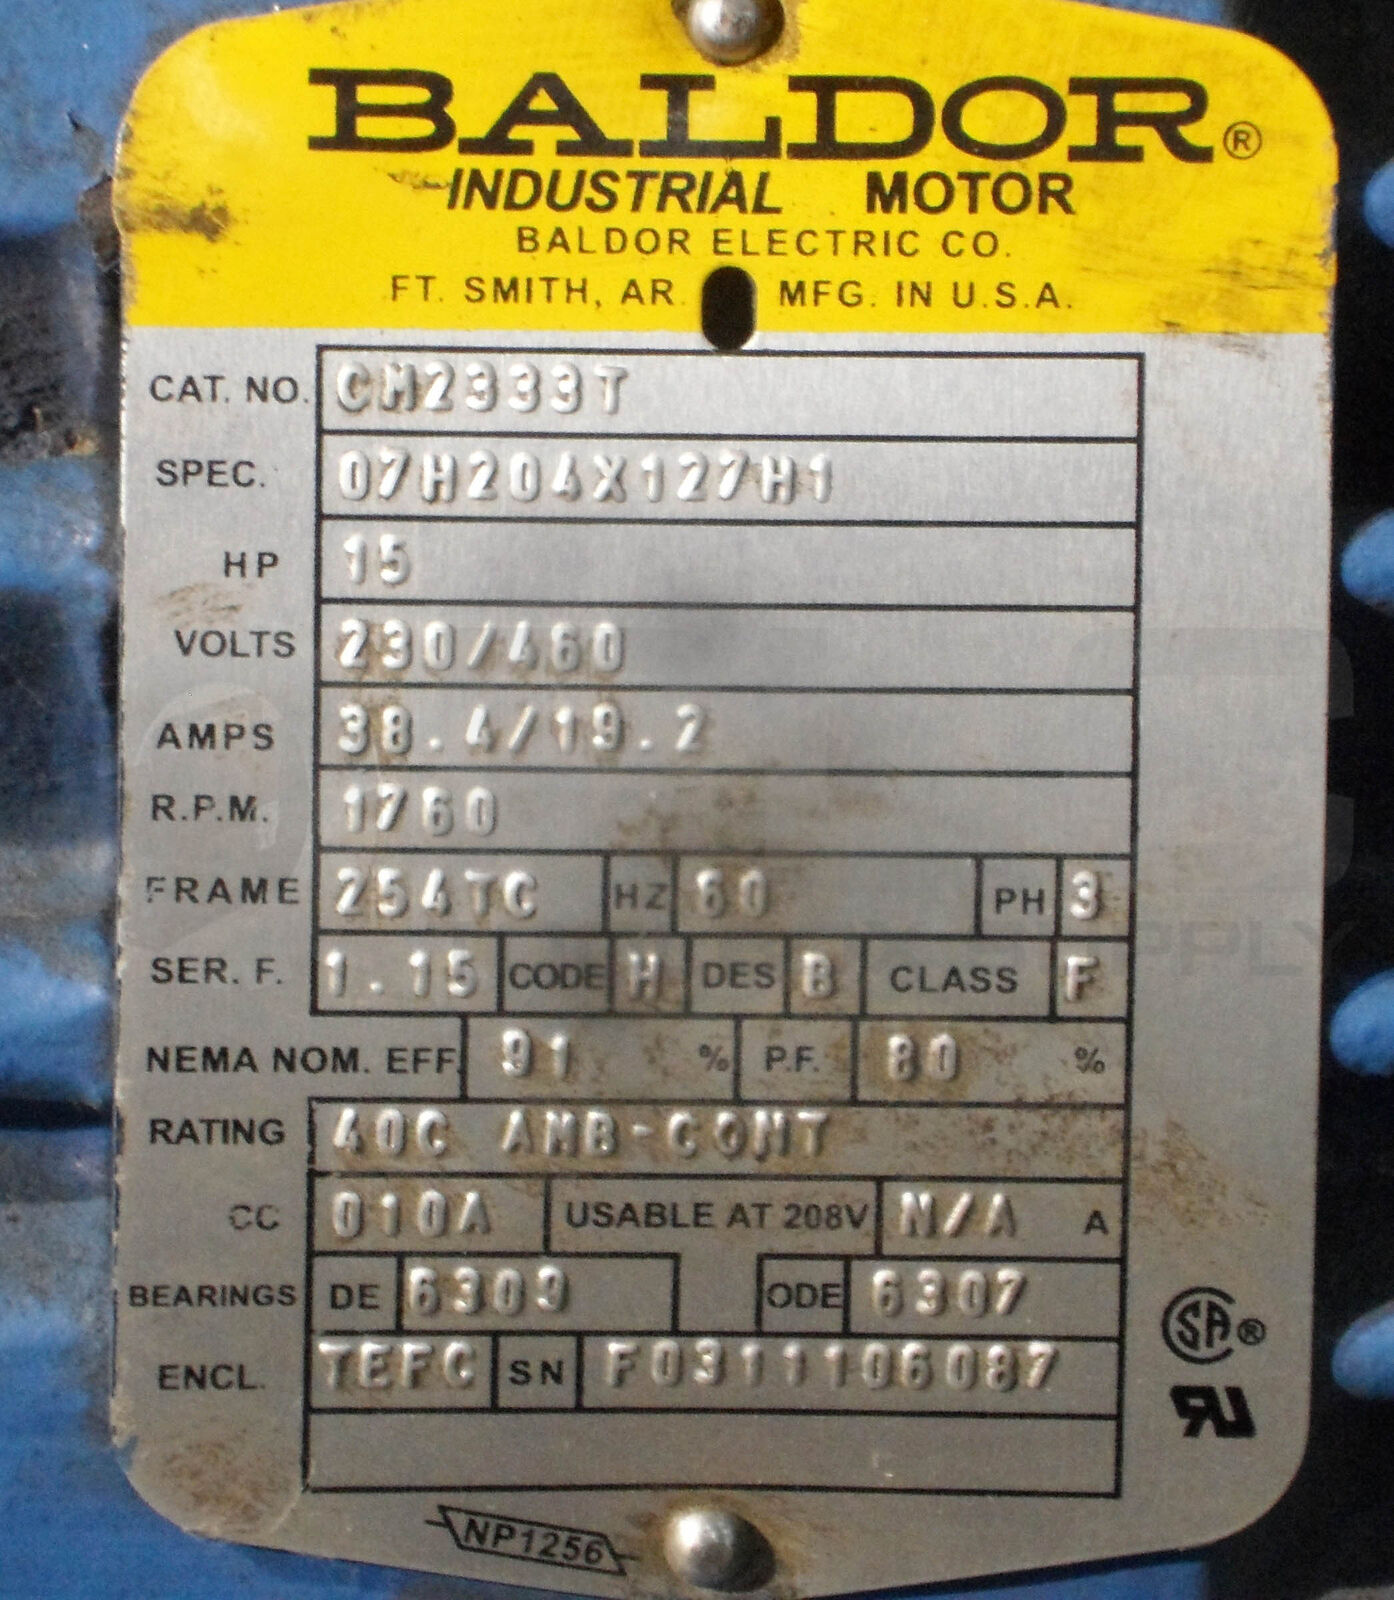 BALDOR®
INDUSTRIAL MOTOR
BALDOR ELECTRIC CO.
FT. SMITH, AR. MFG. IN U.S.A.
CAT. NO. CM2333T
SPEC. 07H204X127H1
HP 15
VOLTS 230/460
AMPS 38.4/19.2
R.P.M. 1760
FRAME 254TC HZ 60 PH 3
SER. F. 1.15 CODE H DES B CLASS F
NEMA NOM. EFF. 91 % P.F. 80 %
RATING 40C AMB-CONT
CC 010A USABLE AT 208V N/A A
BEARINGS DE 6309 ODE 6307
SA®
ENCL. TEFC SN F0311106087
NP1256